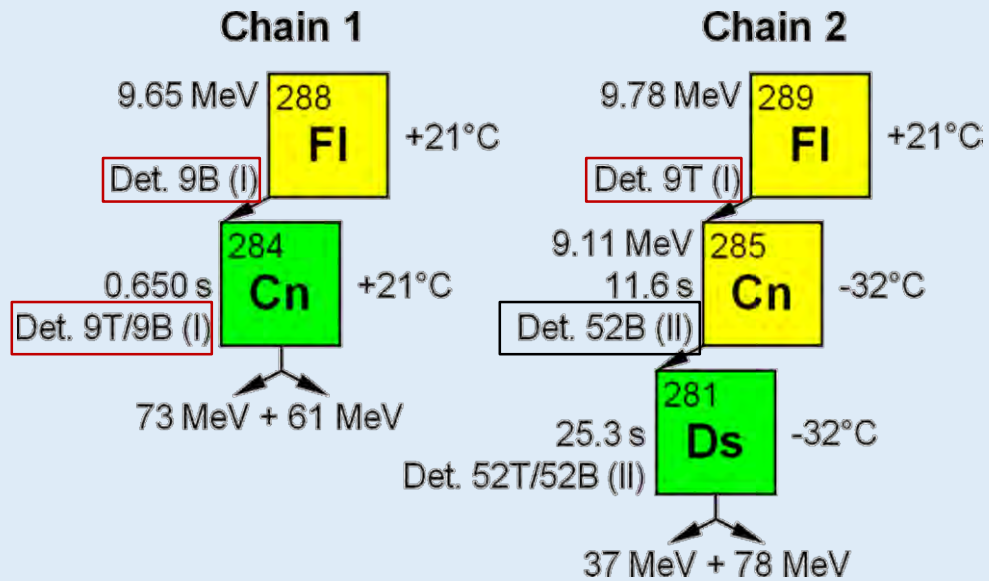 Chain 1
9.65 MeV
288
Fl
+21°C
Det. 9B (I)
284
Cn
0.650 s
+21°C
Det. 9T/9B (I)
73 MeV + 61 MeV
Chain 2
9.78 MeV
289
Fl
+21°C
Det. 9T (I)
9.11 MeV
285
Cn
11.6 s
-32°C
Det. 52B (II)
281
Ds
25.3 s
-32°C
Det. 52T/52B (II)
37 MeV + 78 MeV